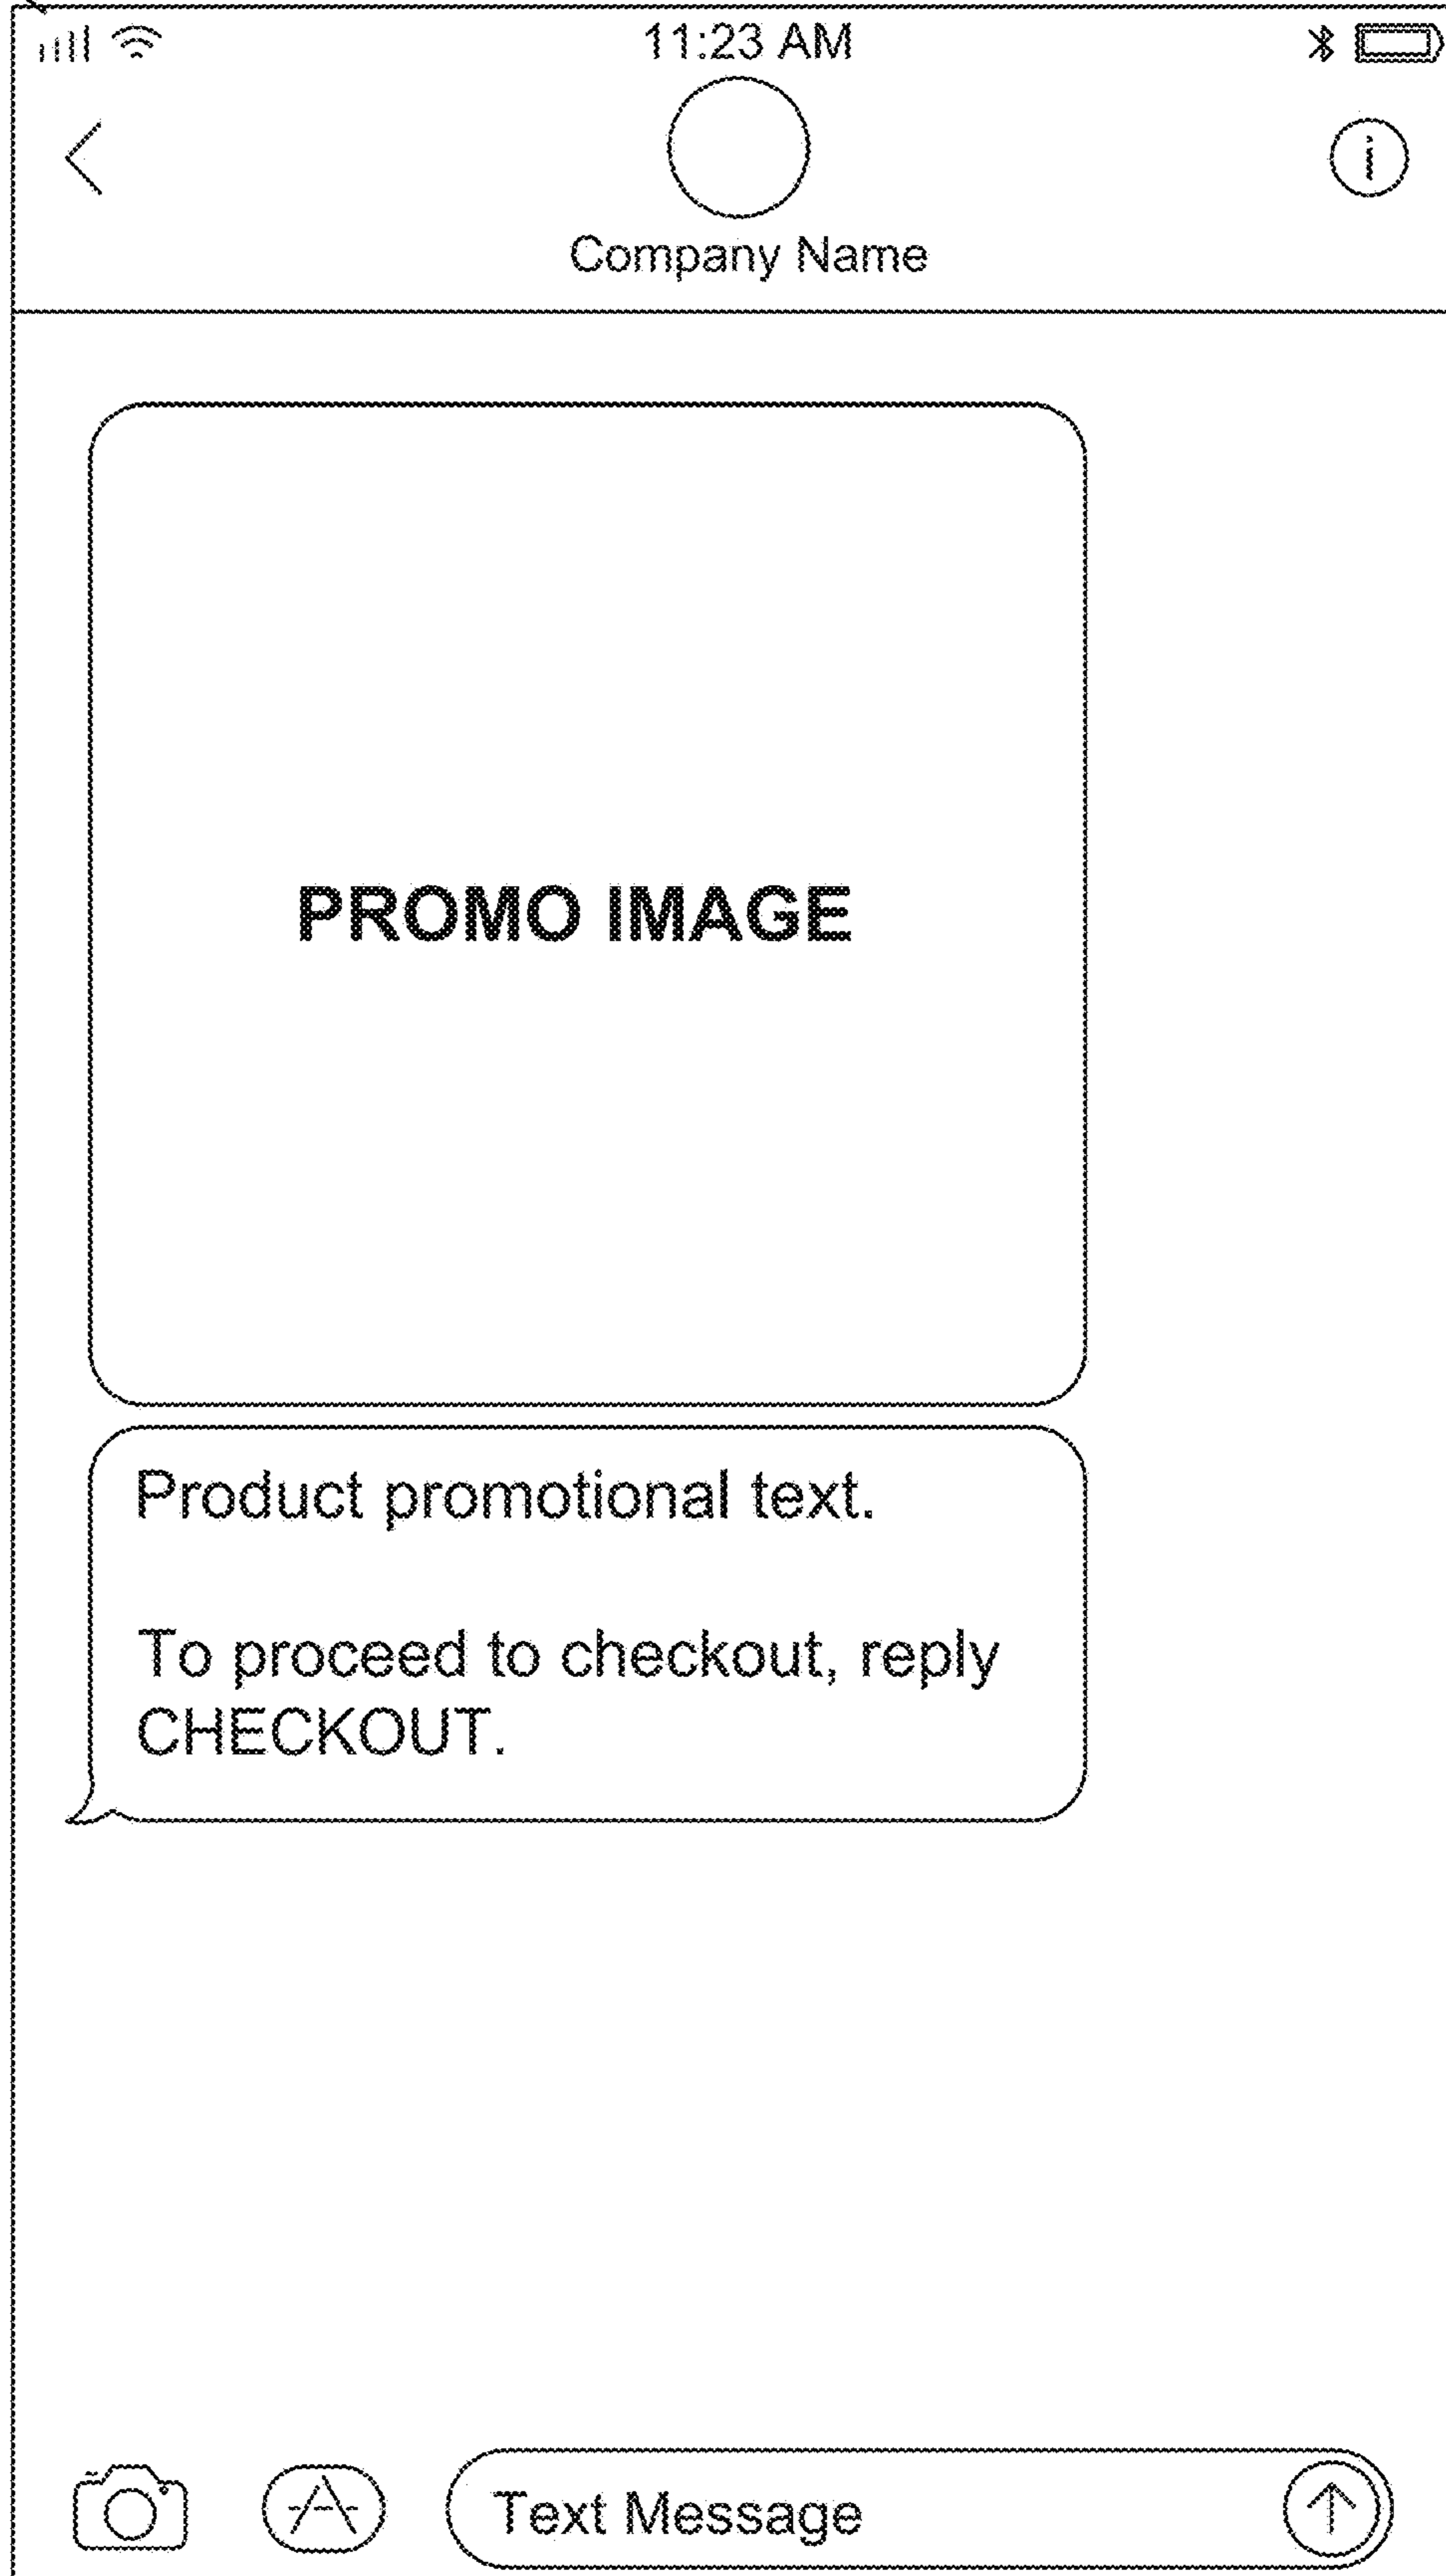 11:23 AM
i
Company Name
PROMO IMAGE
Product promotional text.
To proceed to checkout, reply
CHECKOUT.
Text Message